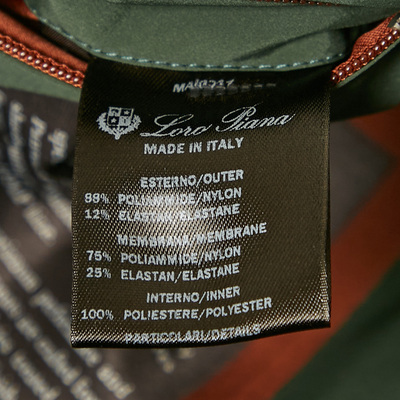 Loro Piana
MADE IN ITALY
ESTERNO/OUTER
88% POLIAMMIDE/NYLON
12% ELASTAN/ELASTANE
MEMBRANA/MEMBRANE
75% POLIAMMIDE/NYLON
25% ELASTAN/ELASTANE
INTERNO/INNER
100% POLIESTERE/POLYESTER
PARTICOLARI/DETAILS